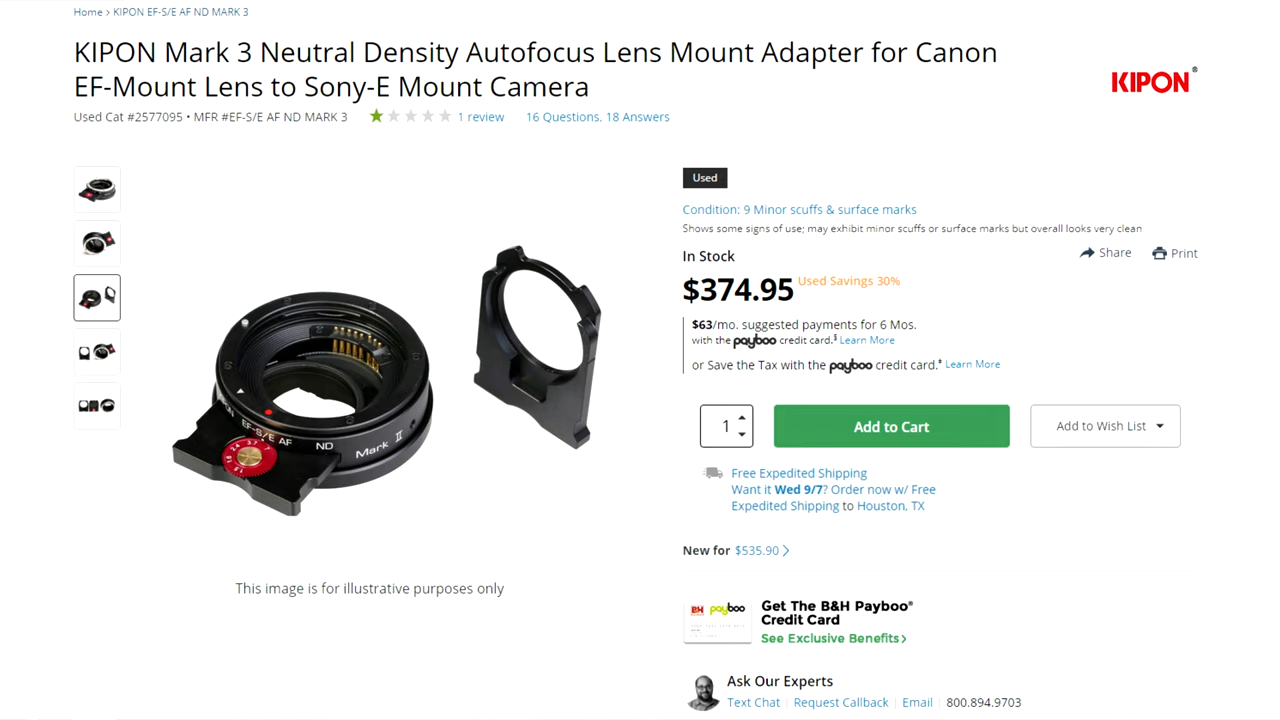 Home › KIPON EF-S/E AF ND MARK 3
KIPON Mark 3 Neutral Density Autofocus Lens Mount Adapter for Canon
EF-Mount Lens to Sony-E Mount Camera
KIPON®
Used Cat #2577095 • MFR #EF-S/E AF ND MARK 3
1 review
16 Questions, 18 Answers
Used
Condition: 9 Minor scuffs & surface marks
Shows some signs of use; may exhibit minor scuffs or surface marks but overall looks very clean
In Stock
Share
Print
$374.95
Used Savings 30%
$63/mo. suggested payments for 6 Mos.
with the payboo credit card.§ Learn More
or Save the Tax with the payboo credit card.* Learn More
1
Add to Cart
Add to Wish List
Free Expedited Shipping
Want it Wed 9/7? Order now w/ Free
Expedited Shipping to Houston, TX
KIPON EF-S/E AF ND Mark II
New for $535.90 >
This image is for illustrative purposes only
B&H payboo
Get The B&H Payboo®
Credit Card
See Exclusive Benefits >
Ask Our Experts
Text Chat | Request Callback | Email | 800.894.9703